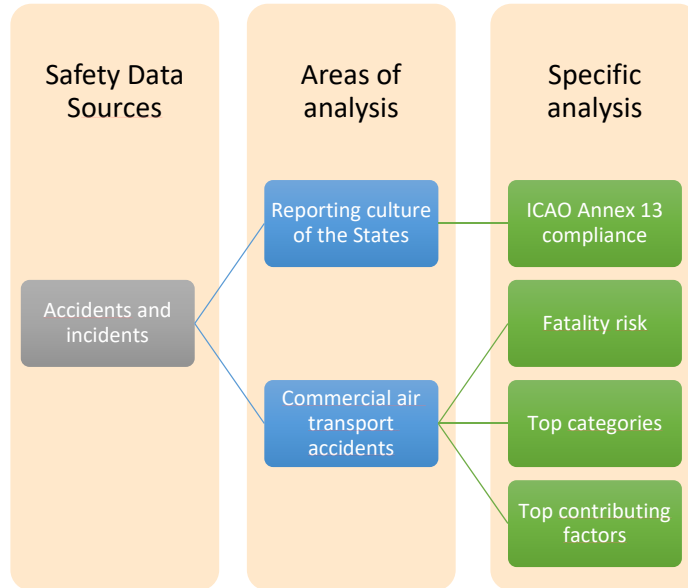 Safety Data
Sources
Areas of
analysis
Specific
analysis
Accidents and
incidents
Reporting culture
of the States
Commercial air
transport
accidents
ICAO Annex 13
compliance
Fatality risk
Top categories
Top contributing
factors